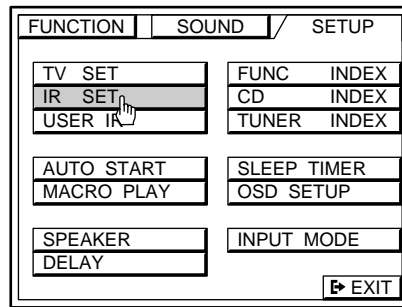 FUNCTION SOUND SETUP
TV SET FUNC INDEX
IR SET CD INDEX
USER IR TUNER INDEX
AUTO START SLEEP TIMER
MACRO PLAY OSD SETUP
SPEAKER INPUT MODE
DELAY
EXIT